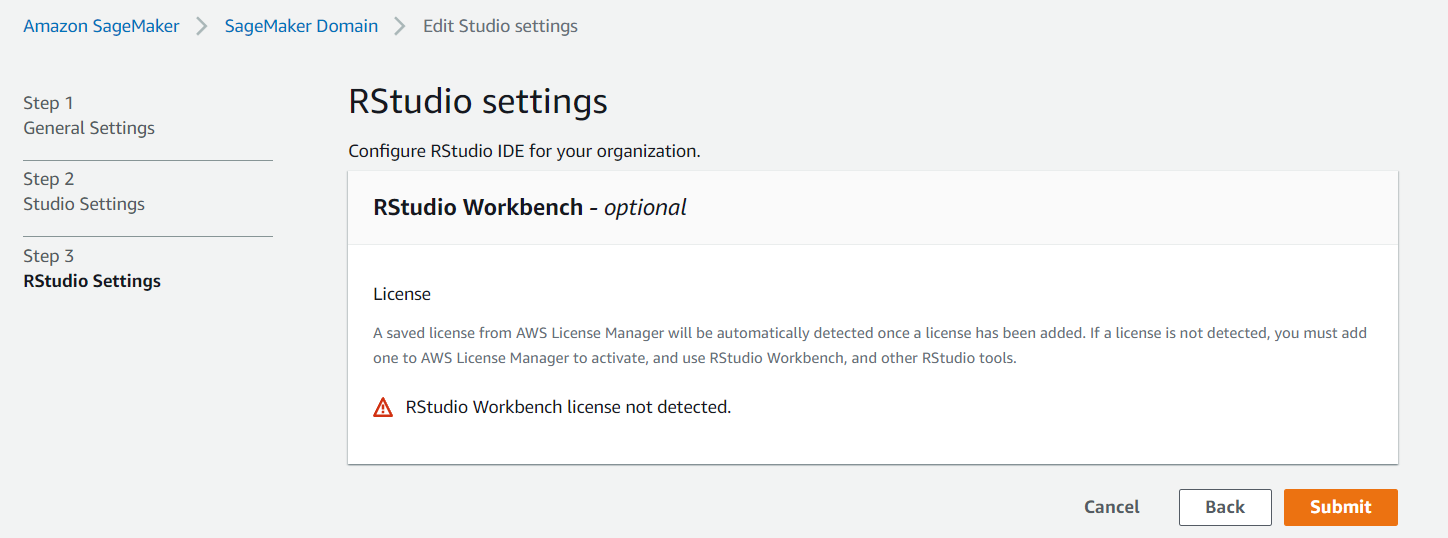 Amazon SageMaker > SageMaker Domain > Edit Studio settings
Step 1
General Settings
Step 2
Studio Settings
Step 3
RStudio Settings
RStudio settings
Configure RStudio IDE for your organization.
RStudio Workbench - optional
License
A saved license from AWS License Manager will be automatically detected once a license has been added. If a license is not detected, you must add
one to AWS License Manager to activate, and use RStudio Workbench, and other RStudio tools.
RStudio Workbench license not detected.
Cancel Back Submit